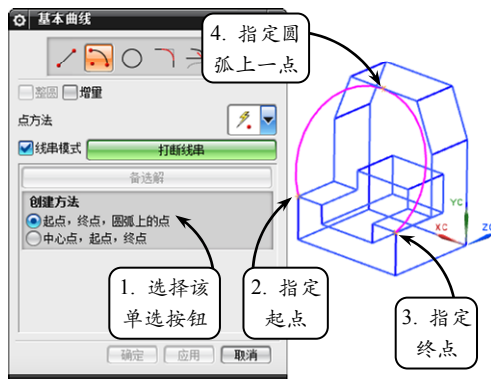 基本曲线
整圆 增量
点方法
线串模式 打断线串
备选解
创建方法
起点，终点，圆弧上的点
中心点，起点，终点
确定 应用 取消
4. 指定圆
弧上一点
1. 选择该
单选按钮
2. 指定
起点
3. 指定
终点
YC
XC
ZC